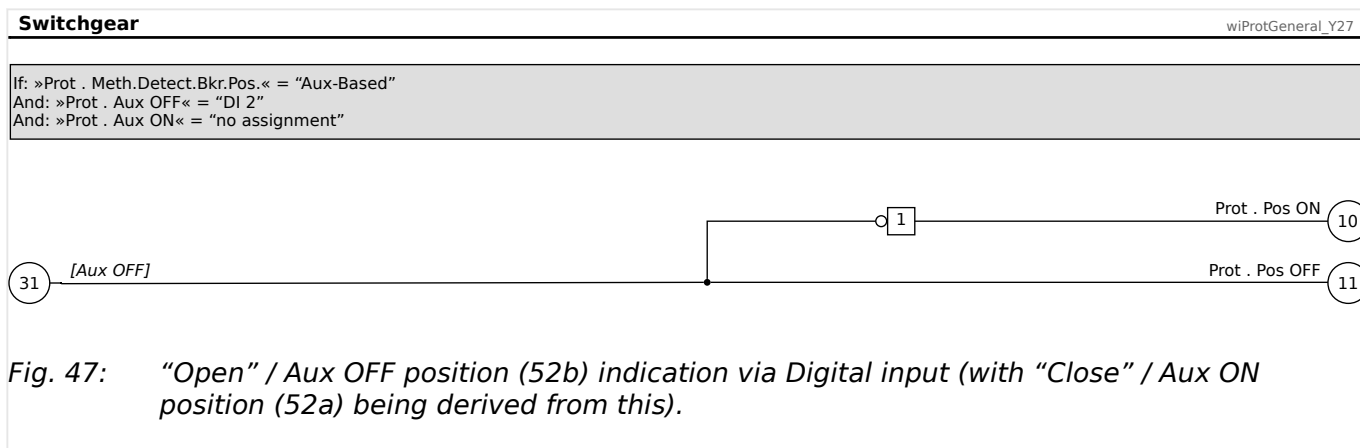 Switchgear
wiProtGeneral_Y27
If: »Prot . Meth.Detect.Bkr.Pos.« = “Aux-Based”
And: »Prot . Aux OFF« = “DI 2”
And: »Prot . Aux ON« = “no assignment”
Prot . Pos ON
1
10
[Aux OFF]
Prot . Pos OFF
31
11
Fig. 47: “Open” / Aux OFF position (52b) indication via Digital input (with “Close” / Aux ON
position (52a) being derived from this).